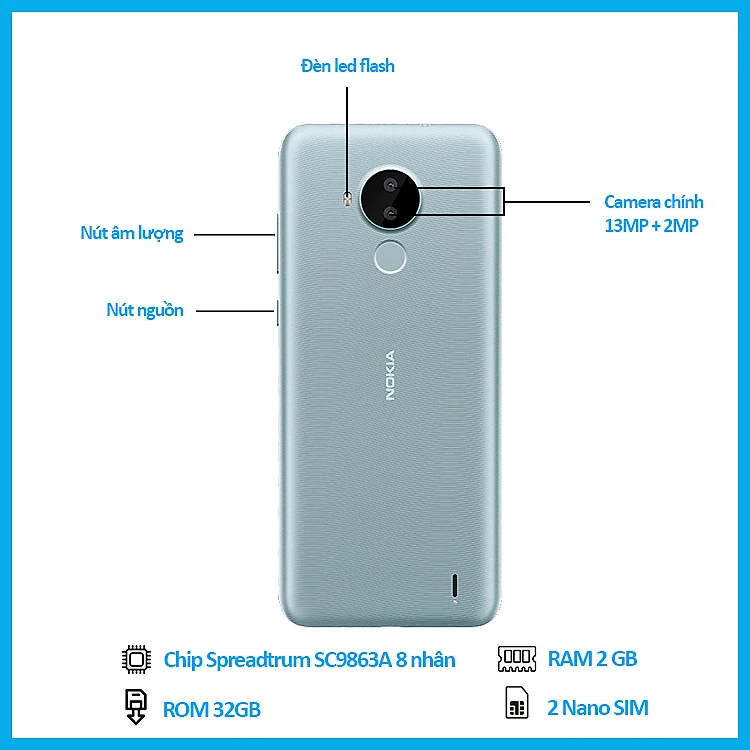 Đèn led flash
Camera chính
13MP + 2MP
Nút âm lượng
Nút nguồn
NOKIA
Chip Spreadtrum SC9863A 8 nhân
RAM 2 GB
ROM 32GB
2 Nano SIM